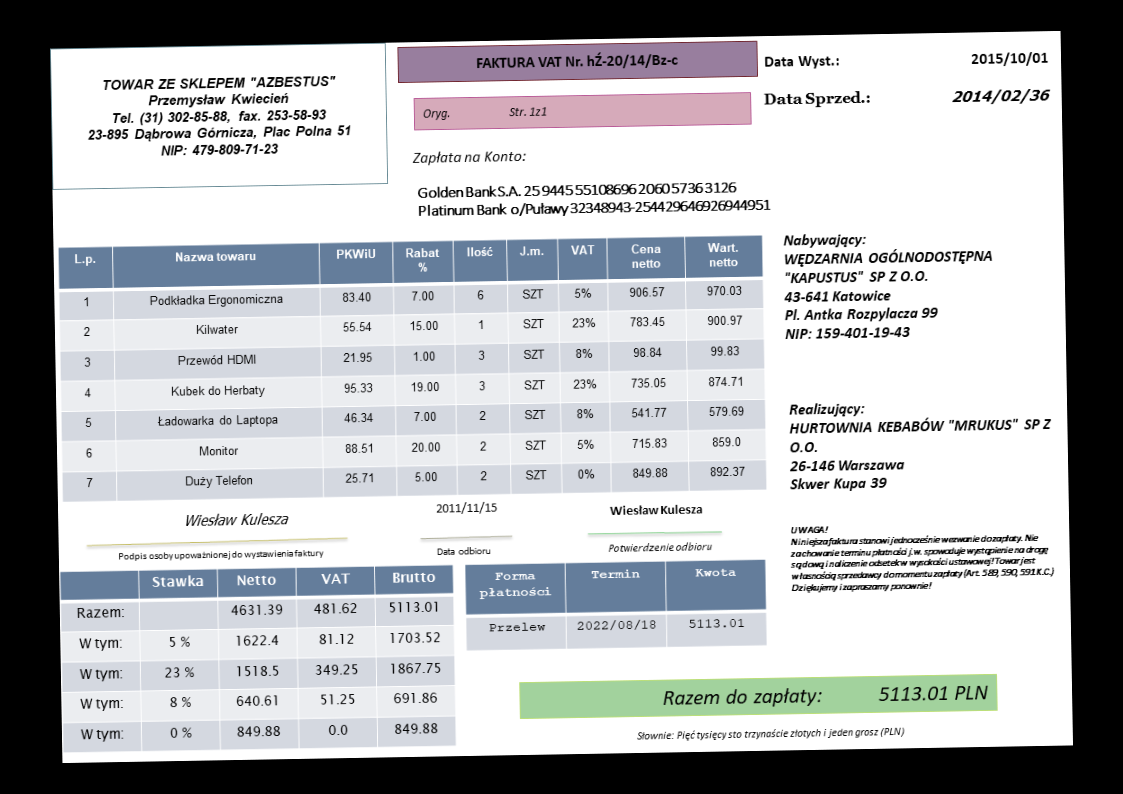 TOWAR ZE SKLEPEM "AZBESTUS"
Przemysław Kwiecień
Tel. (31) 302-85-88, fax. 253-58-93
23-895 Dąbrowa Górnicza, Plac Polna 51
NIP: 479-809-71-23
FAKTURA VAT Nr. hŹ-20/14/Bz-c
Oryg. Str. 1z1
Data Wyst.: 2015/10/01
Data Sprzed.: 2014/02/36
Zapłata na Konto:
Golden Bank S.A. 25 9445 5510 8696 2060 5736 3126
Platinum Bank o/Puławy 32348943-254429646926944951
L.p. Nazwa towaru PKWiU Rabat % Ilość J.m. VAT Cena netto Wart. netto
1 Podkładka Ergonomiczna 83.40 7.00 6 SZT 5% 906.57 970.03
2 Kilwater 55.54 15.00 1 SZT 23% 783.45 900.97
3 Przewód HDMI 21.95 1.00 3 SZT 8% 98.84 99.83
4 Kubek do Herbaty 95.33 19.00 3 SZT 23% 735.05 874.71
5 Ładowarka do Laptopa 46.34 7.00 2 SZT 8% 541.77 579.69
6 Monitor 88.51 20.00 2 SZT 5% 715.83 859.0
7 Duży Telefon 25.71 5.00 2 SZT 0% 849.88 892.37
Nabywający:
WĘDZARNIA OGÓLNODOSTĘPNA
"KAPUSTUS" SP Z O.O.
43-641 Katowice
Pl. Antka Rozpylacza 99
NIP: 159-401-19-43
Realizujący:
HURTOWNIA KEBABÓW "MRUKUS" SP Z
O.O.
26-146 Warszawa
Skwer Kupa 39
Wiesław Kulesza
Podpis osoby upoważnionej do wystawienia faktury
2011/11/15
Data odbioru
Wiesław Kulesza
Potwierdzenie odbioru
UWAGA!
Niniejsza faktura stanowi jednocześnie wezwanie do zapłaty. Nie
zachowanie terminu płatności j.w. spowoduje wystąpienie na drogę
sądową i naliczenie odsetek w wysokości ustawowej! Towar jest
własnością sprzedawcy do momentu zapłaty (Art. 589, 590, 591 K.C.)
Dziękujemy i zapraszamy ponownie!
Stawka Netto VAT Brutto
Razem: 4631.39 481.62 5113.01
W tym: 5 % 1622.4 81.12 1703.52
W tym: 23 % 1518.5 349.25 1867.75
W tym: 8 % 640.61 51.25 691.86
W tym: 0 % 849.88 0.0 849.88
Forma płatności Termin Kwota
Przelew 2022/08/18 5113.01
Razem do zapłaty: 5113.01 PLN
Słownie: Pięć tysięcy sto trzynaście złotych i jeden grosz (PLN)